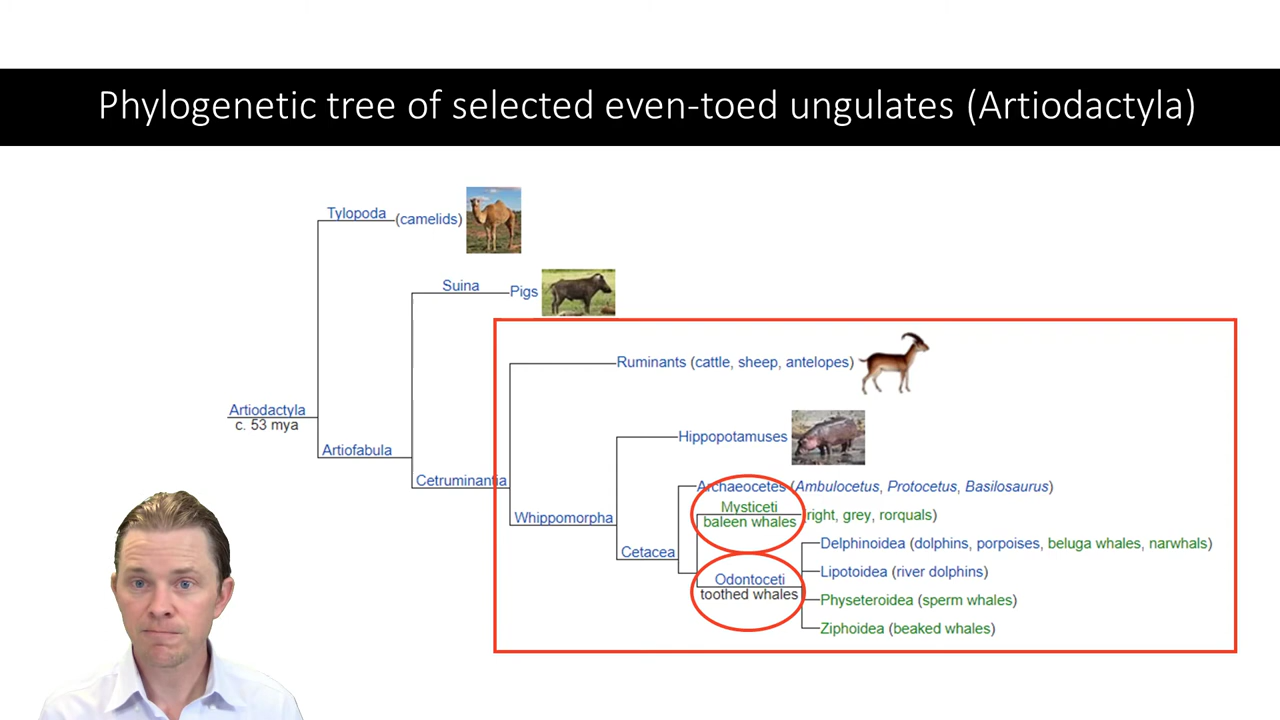 Phylogenetic tree of selected even-toed ungulates (Artiodactyla)
Tylopoda (camelids)
Suina Pigs
Ruminants (cattle, sheep, antelopes)
Artiodactyla
c. 53 mya
Hippopotamuses
Artiofabula
Cetruminantia
Archaeocetes (Ambulocetus, Protocetus, Basilosaurus)
Mysticeti
baleen whales (right, grey, rorquals)
Whippomorpha
Delphinoidea (dolphins, porpoises, beluga whales, narwhals)
Cetacea
Lipotoidea (river dolphins)
Odontoceti
toothed whales
Physeteroidea (sperm whales)
Ziphoidea (beaked whales)